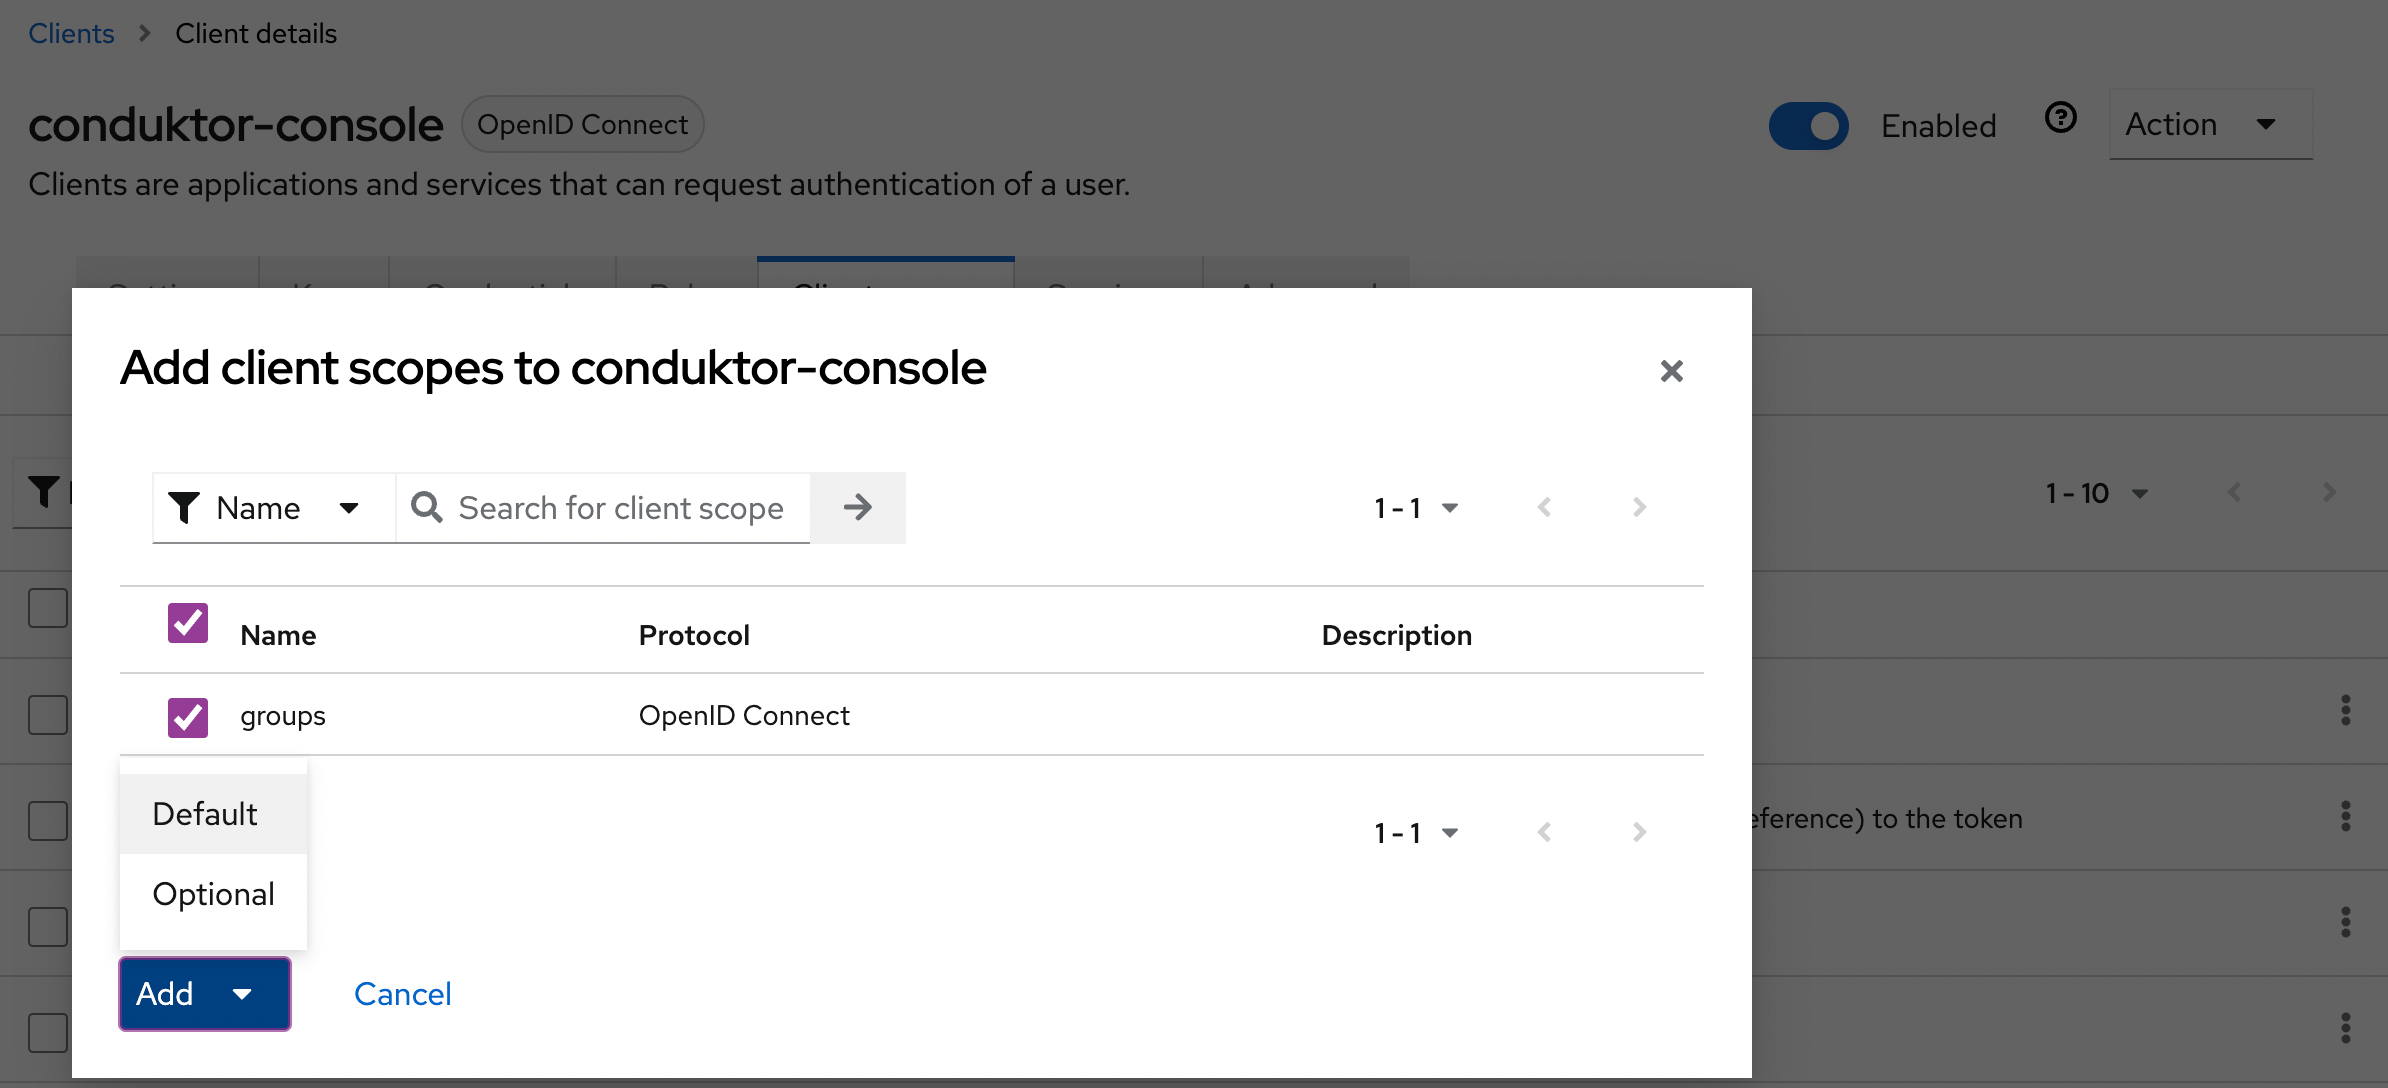 Clients > Client details
conduktor-console OpenID Connect Enabled Action
Clients are applications and services that can request authentication of a user.
Add client scopes to conduktor-console
Name Search for client scope 1 - 1
1 - 10
Name Protocol Description
groups OpenID Connect
Default
Optional
1 - 1
eference) to the token
Add Cancel